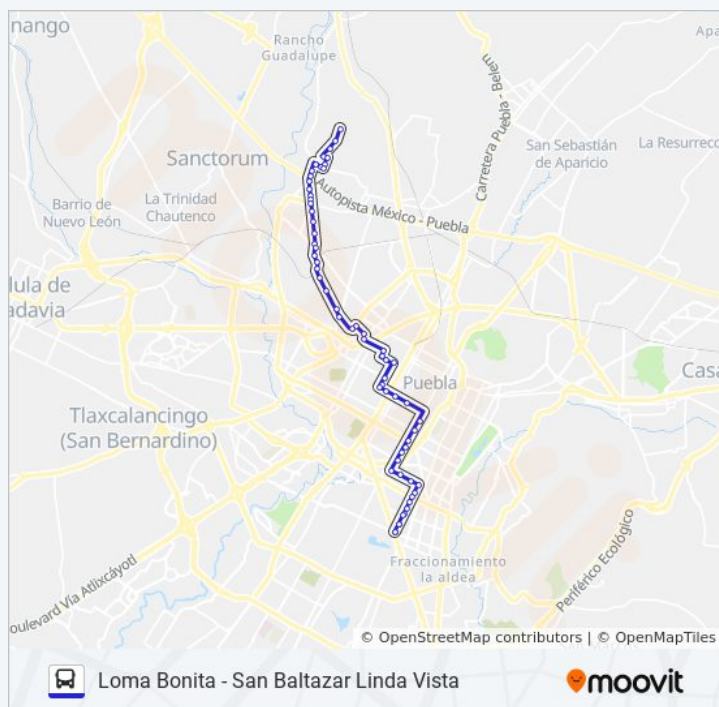 nango
Rancho
Guadalupe
Apa
Carretera Puebla - Belem
San Sebastián
de Aparicio
La Resurrecc
Sanctorum
Autopista México - Puebla
Barrio de
Nuevo León
La Trinidad
Chautenco
lula de
adavia
Puebla
Casa
Tlaxcalancingo
(San Bernardino)
Periférico Ecológico
Fraccionamiento
la aldea
oulevard Vía Atlixcáyotl
© OpenStreetMap contributors | © OpenMapTiles
Loma Bonita - San Baltazar Linda Vista
moovit